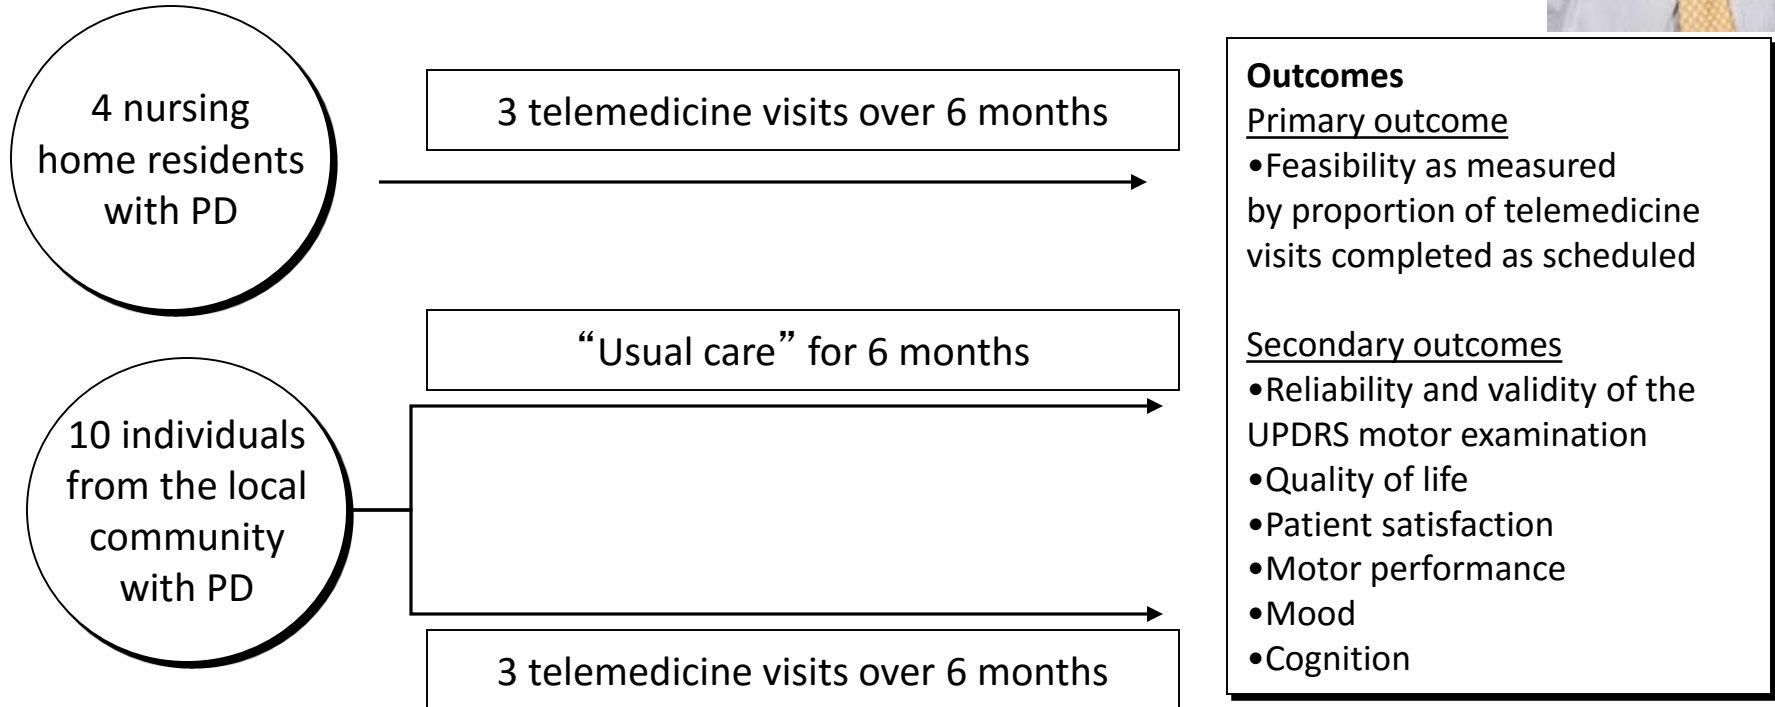 4 nursing
home residents
with PD
3 telemedicine visits over 6 months
“Usual care” for 6 months
10 individuals
from the local
community
with PD
3 telemedicine visits over 6 months
Outcomes
Primary outcome
•Feasibility as measured
by proportion of telemedicine
visits completed as scheduled
Secondary outcomes
•Reliability and validity of the
UPDRS motor examination
•Quality of life
•Patient satisfaction
•Motor performance
•Mood
•Cognition